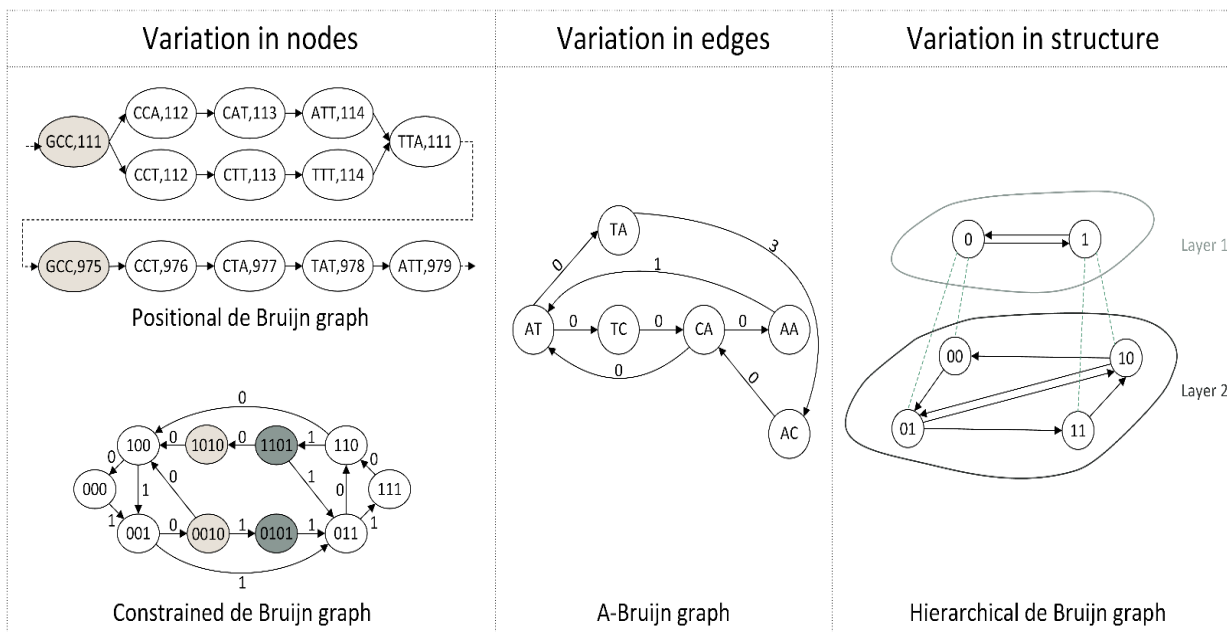 Variation in nodes
Variation in edges
Variation in structure
CCA,112 CAT,113 ATT,114
GCC,111 TTA,111
CCT,112 CTT,113 TTT,114
GCC,975 CCT,976 CTA,977 TAT,978 ATT,979
Positional de Bruijn graph
0
100 0 1010 0 1101 1 110
0 1 0 1 0 0
000 111
1 001 0 0010 1 0101 1 011 1
1
Constrained de Bruijn graph
TA 3
0 1
AT 0 TC 0 CA 0 AA
0 0
AC
A-Bruijn graph
0 1 Layer 1
00 10
Layer 2
01 11
Hierarchical de Bruijn graph